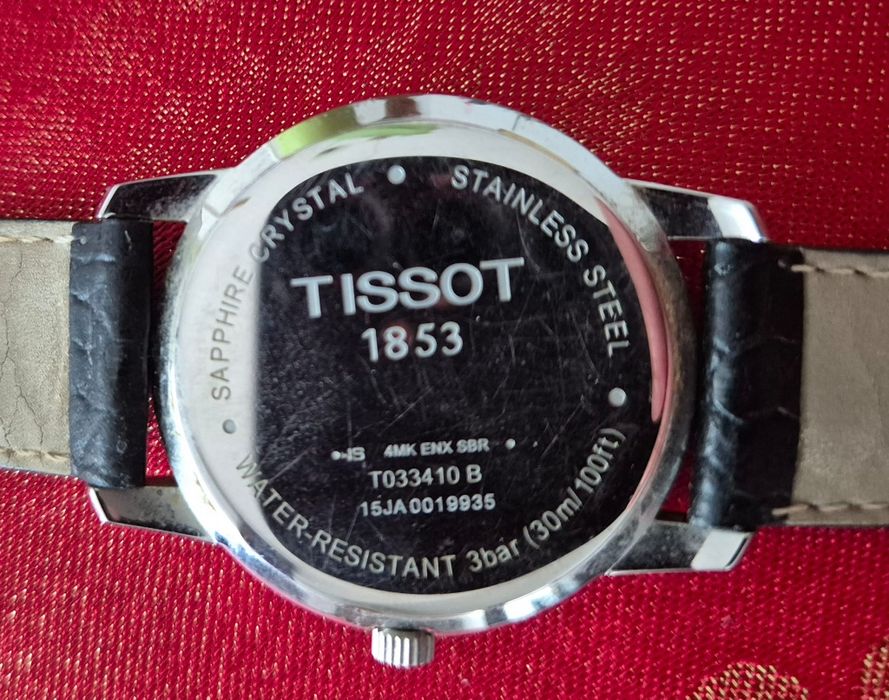 SAPPHIRE CRYSTAL • STAINLESS STEEL •
TISSOT
1853
4MK ENX SBR •
T033410 B
15JA0019935
• WATER-RESISTANT 3bar (30m/100ft)